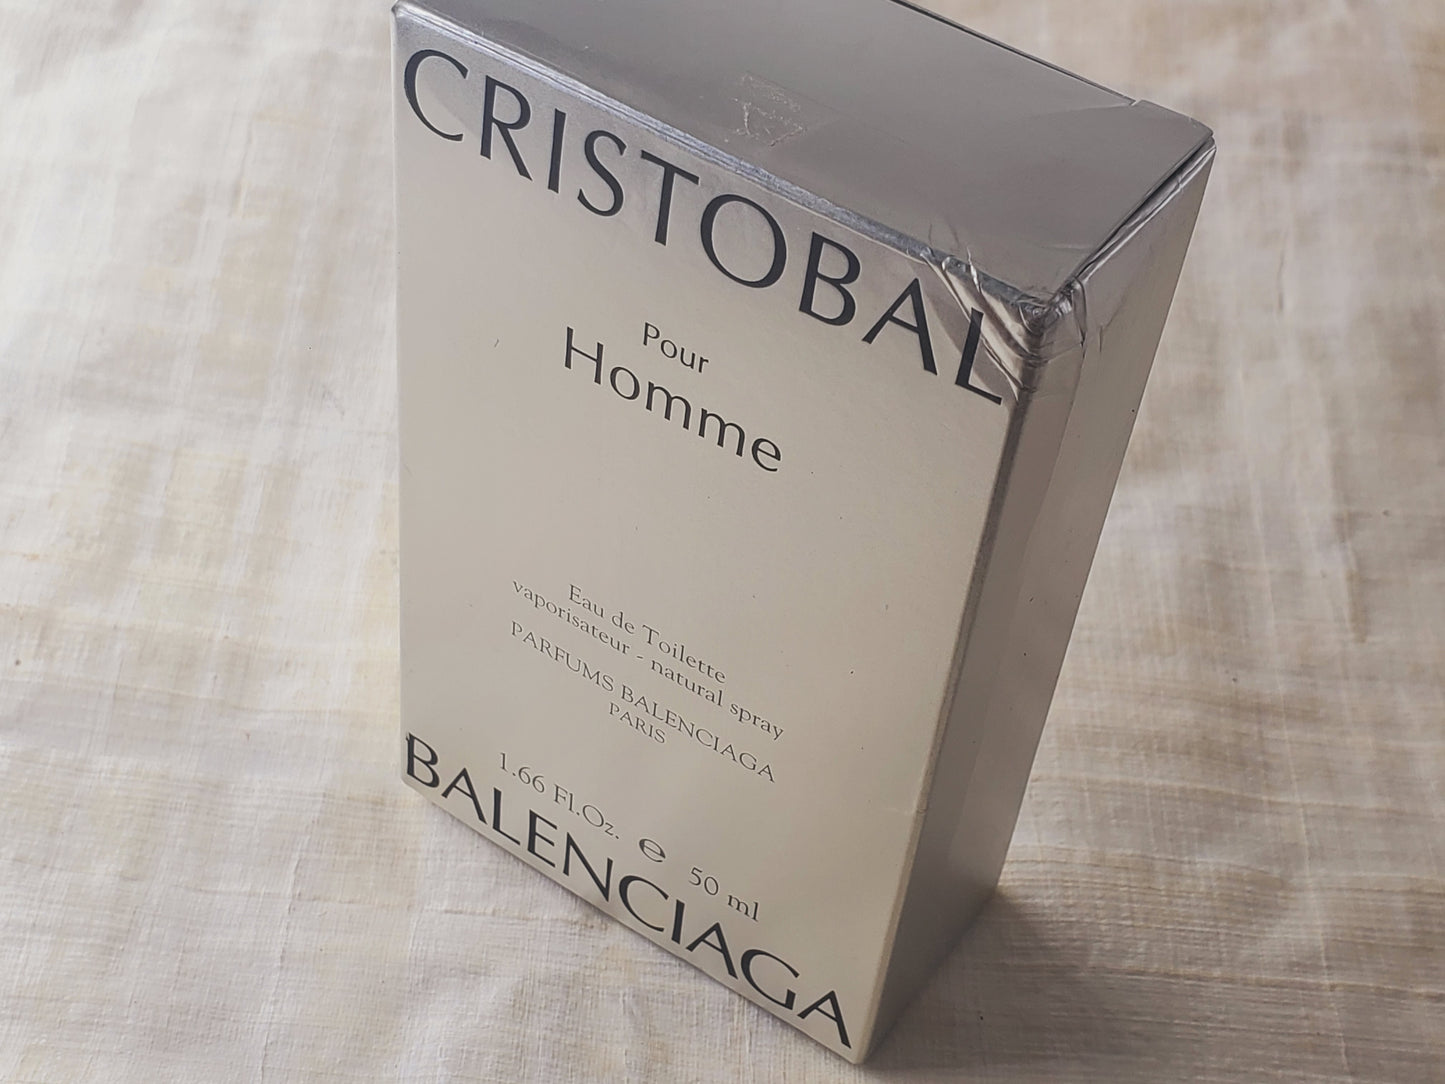 CRISTOBAL
Pour
Homme
Eau de Toilette
vaporisateur - natural spray
PARFUMS BALENCIAGA
PARIS
1.66 Fl.Oz. ℮ 50 ml
BALENCIAGA